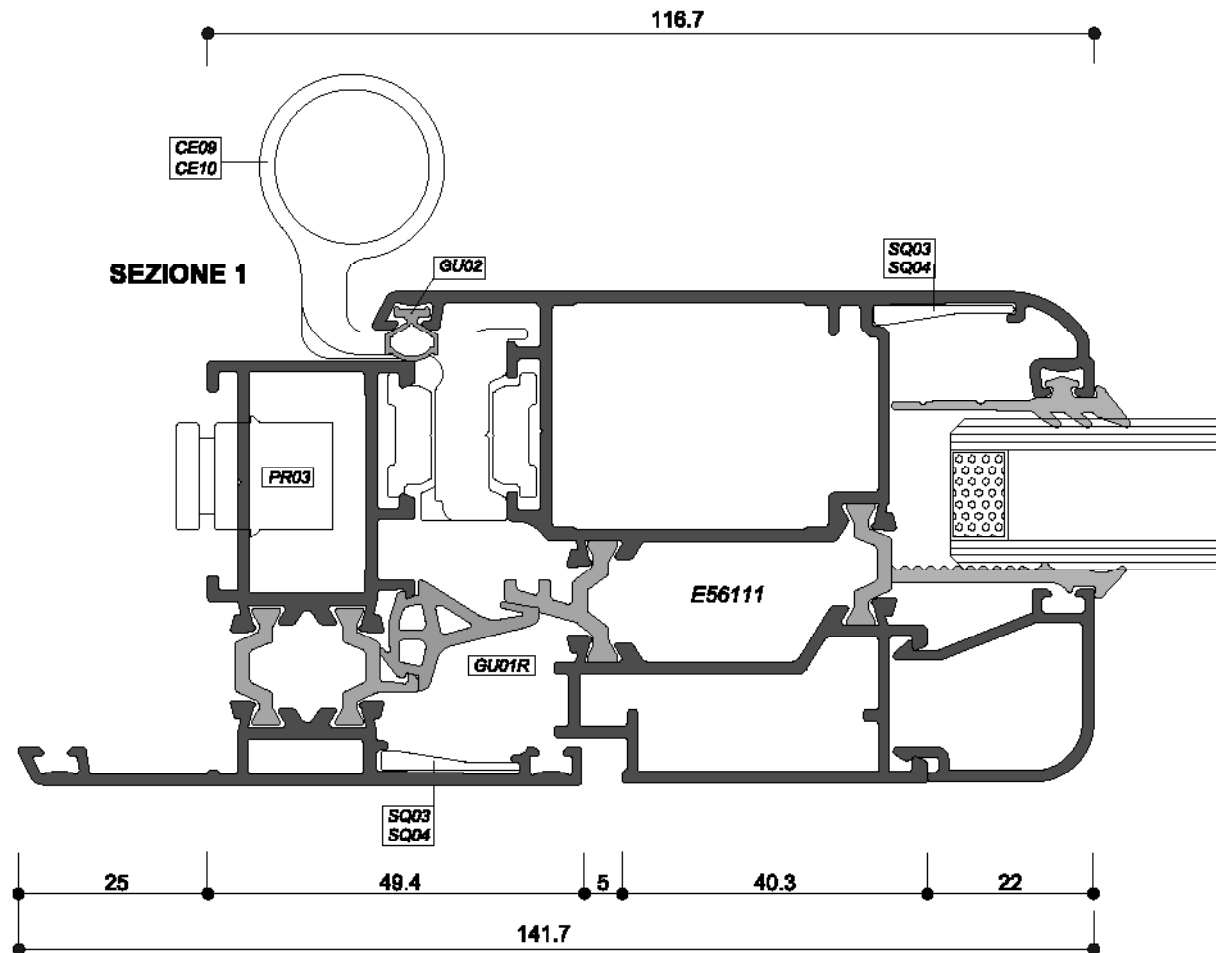 116.7
CE09
CE10
SEZIONE 1
GU02
SQ03
SQ04
PR03
E56111
GU01R
SQ03
SQ04
25
49.4
5
40.3
22
141.7